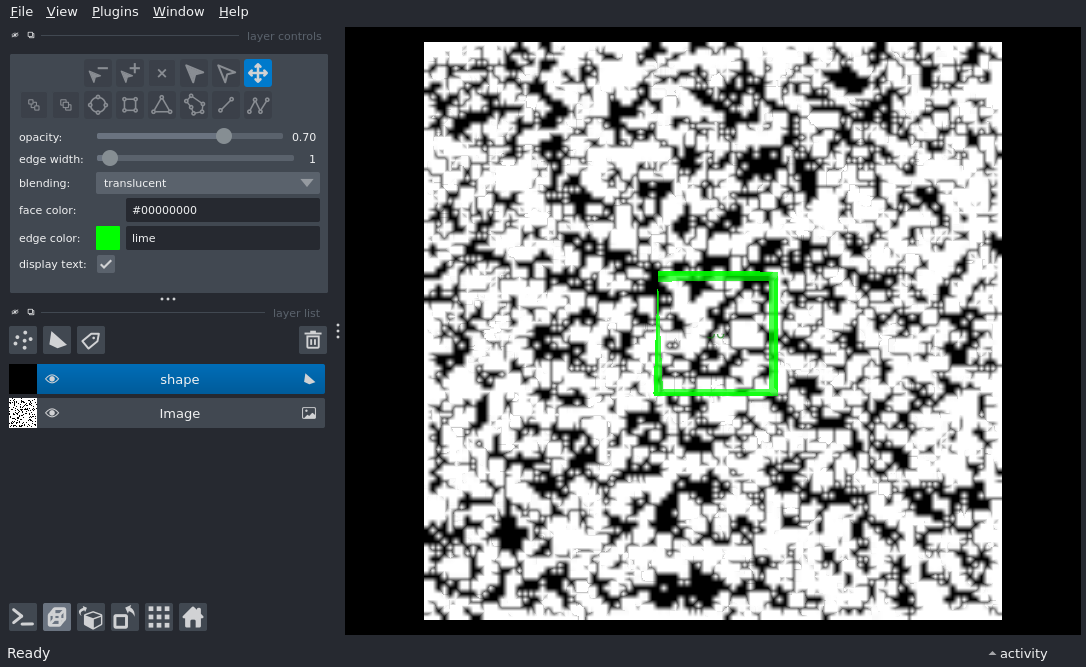 File View Plugins Window Help
layer controls
opacity: 0.70
edge width: 1
blending: translucent
face color: #00000000
edge color: lime
display text:
layer list
shape
Image
Ready
activity